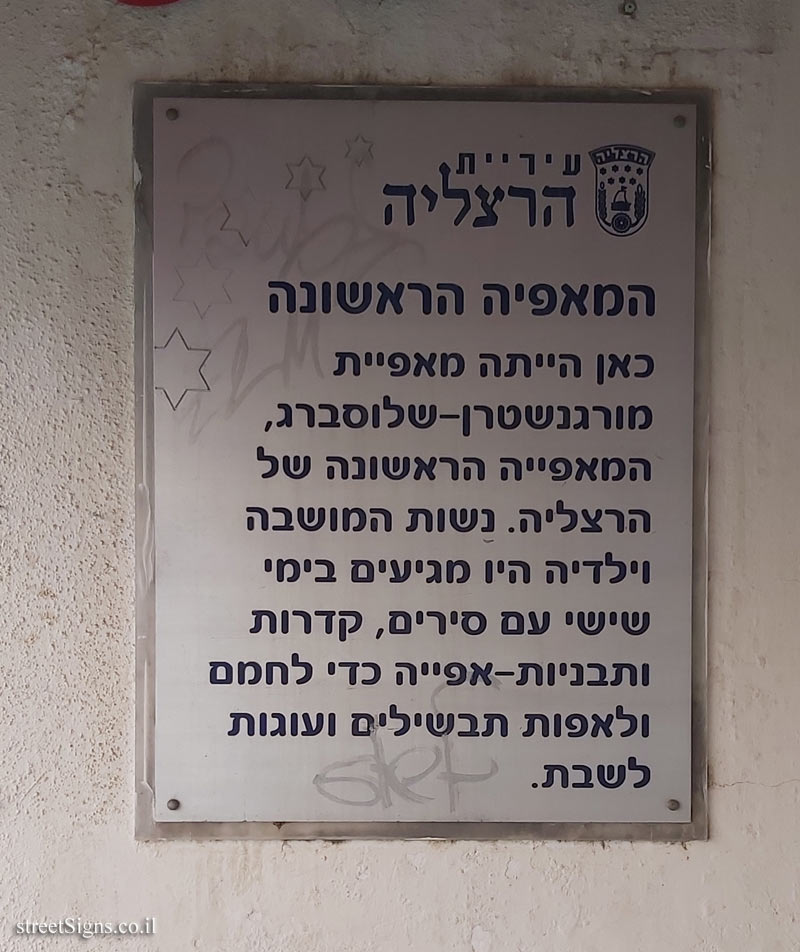 עיריית
הרצליה
הרצליה
המאפיה הראשונה
כאן הייתה מאפיית
מורגנשטרן–שלוסברג,
המאפייה הראשונה של
הרצליה. נשות המושבה
וילדיה היו מגיעים בימי
שישי עם סירים, קדרות
ותבניות–אפייה כדי לחמם
ולאפות תבשילים ועוגות
לשבת.
streetSigns.co.il